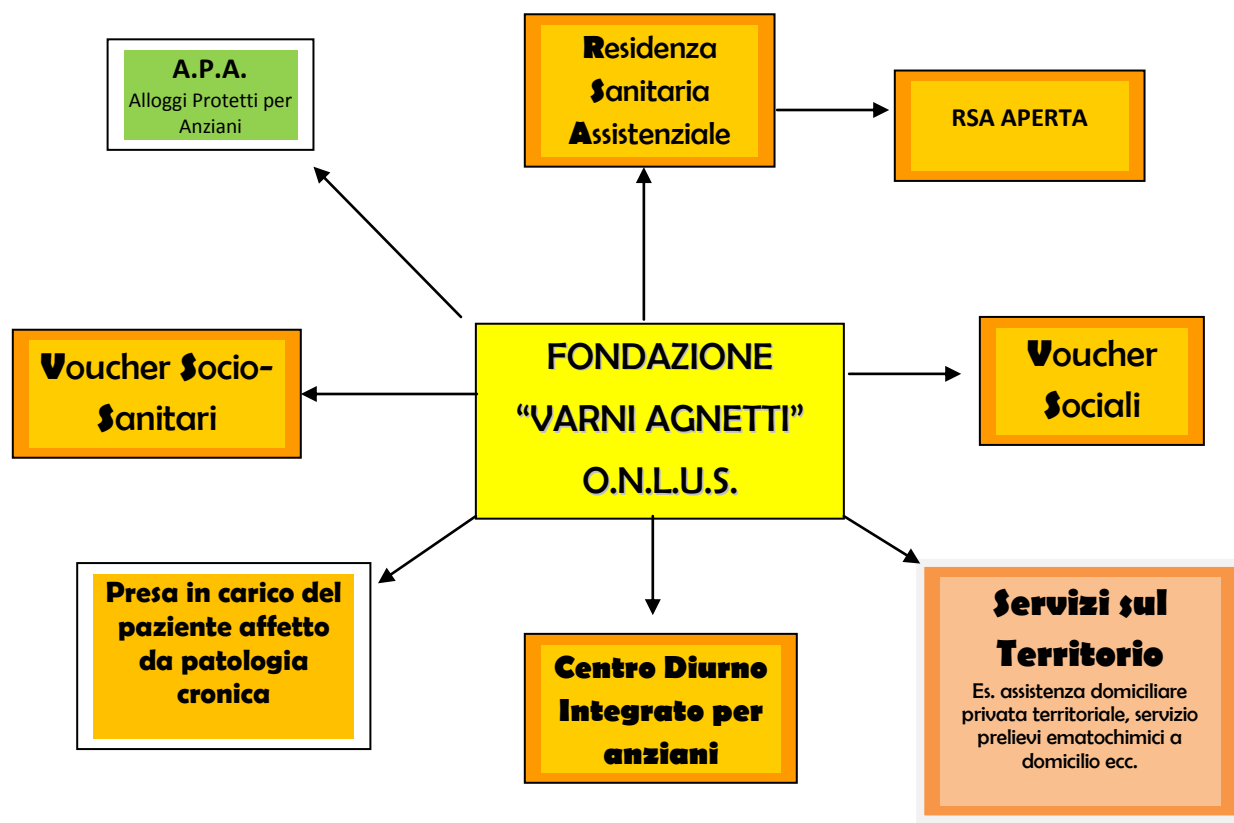 A.P.A.
Alloggi Protetti per
Anziani
Residenza
Sanitaria
Assistenziale
RSA APERTA
Voucher Socio-
Sanitari
FONDAZIONE
“VARNI AGNETTI”
O.N.L.U.S.
Voucher
Sociali
Presa in carico del
paziente affetto
da patologia
cronica
Centro Diurno
Integrato per
anziani
Servizi sul
Territorio
Es. assistenza domiciliare
privata territoriale, servizio
prelievi ematochimici a
domicilio ecc.